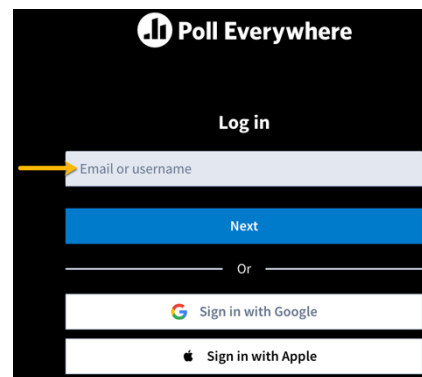 Poll Everywhere
Log in
Email or username
Next
Or
Sign in with Google
Sign in with Apple